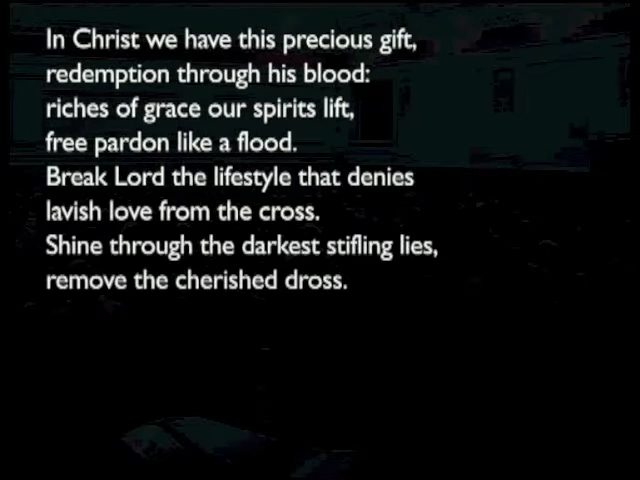 In Christ we have this precious gift,
redemption through his blood:
riches of grace our spirits lift,
free pardon like a flood.
Break Lord the lifestyle that denies
lavish love from the cross.
Shine through the darkest stifling lies,
remove the cherished dross.